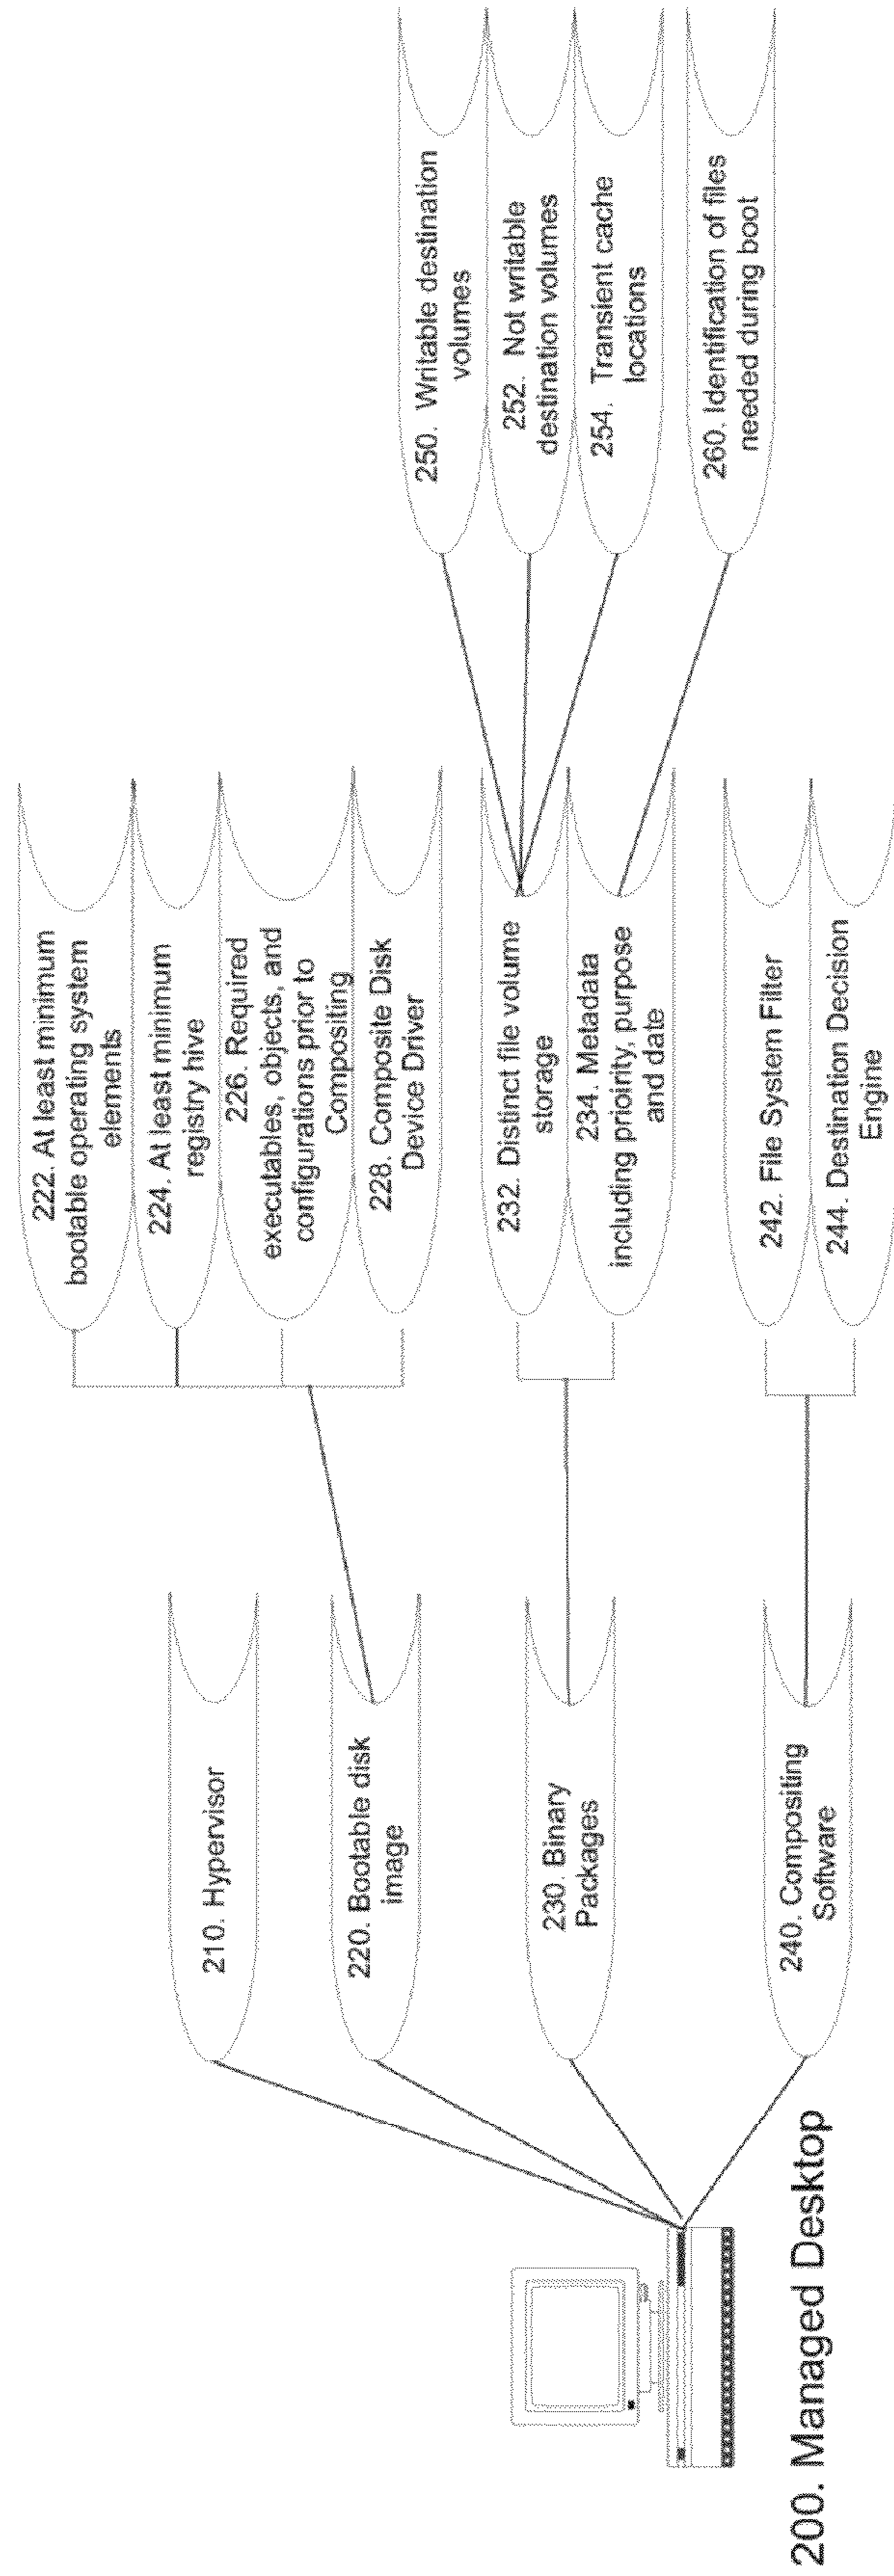 200. Managed Desktop
210. Hypervisor
220. Bootable disk
image
230. Binary
Packages
240. Compositing
Software
222. At least minimum
bootable operating system
elements
224. At least minimum
registry hive
226. Required
executables, objects, and
configurations prior to
Compositing
228. Composite Disk
Device Driver
232. Distinct file volume
storage
234. Metadata
including prioirity, purpose
and date
242. File System Filter
244. Destination Decision
Engine
250. Writable destination
volumes
252. Not writable
destination volumes
254. Transient cache
locations
260. Identification of files
needed during boot